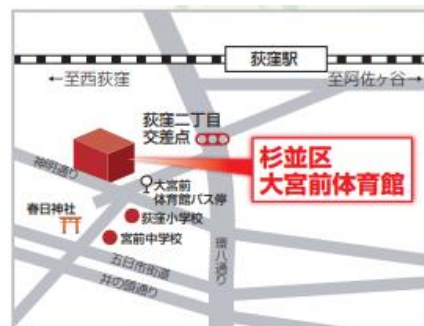 荻窪駅
←至西荻窪
至阿佐ヶ谷→
荻窪二丁目
交差点
杉並区
大宮前体育館
神明通り
大宮前
体育館バス停
春日神社
荻窪小学校
宮前中学校
環八通り
五日市街道
井の頭通り